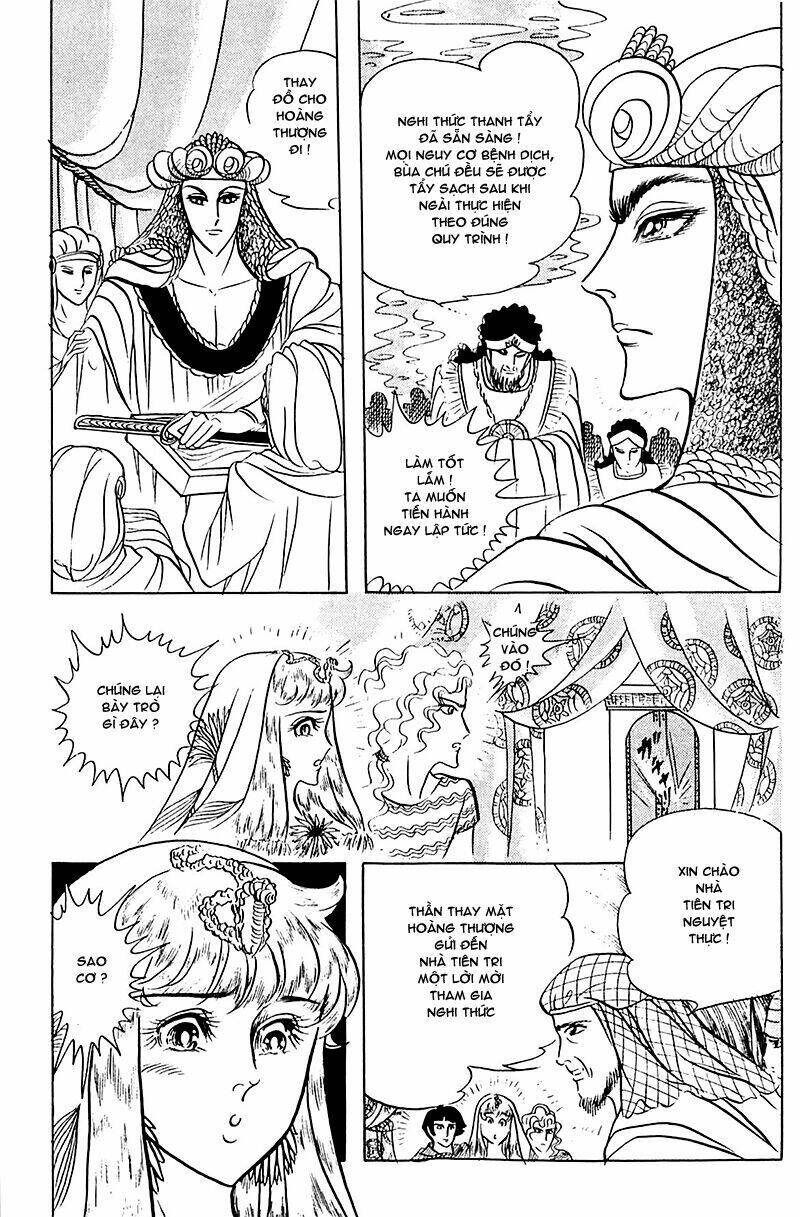 NGHI THỨC THANH TẨY
ĐÃ SẴN SÀNG !
MỌI NGUY CƠ BỆNH DỊCH,
BÙA CHÚ ĐỀU SẼ ĐƯỢC
TẨY SẠCH SAU KHI
NGÀI THỰC HIỆN
THEO ĐÚNG
QUY TRÌNH !
LÀM TỐT
LẮM !
TA MUỐN
TIẾN HÀNH
NGAY LẬP TỨC !
THAY
ĐỒ CHO
HOÀNG
THƯỢNG
ĐI !
CHÚNG
VÀO
ĐÓ !
CHÚNG LẠI
BÀY TRÒ
GÌ ĐÂY ?
XIN CHÀO
NHÀ
TIÊN TRI
NGUYỆT
THỰC !
THẦN THAY MẶT
HOÀNG THƯỢNG
GỬI ĐẾN
NHÀ TIÊN TRI
MỘT LỜI MỜI
THAM GIA
NGHI THỨC
SAO
CƠ ?